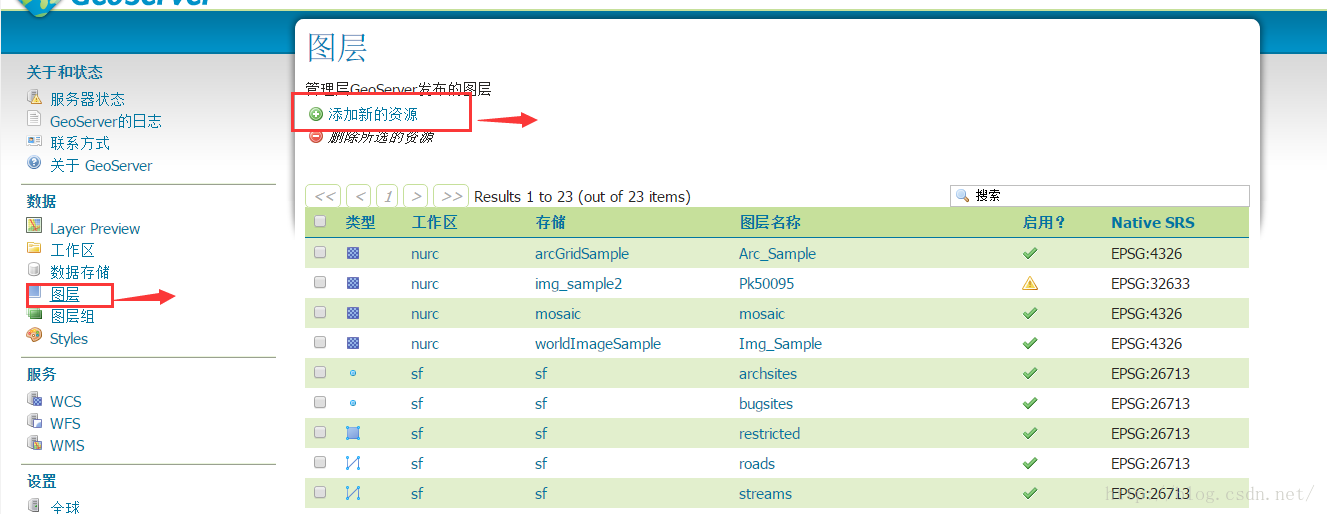 GeoServer
关于和状态
服务器状态
GeoServer的日志
联系方式
关于 GeoServer
数据
Layer Preview
工作区
数据存储
图层
图层组
Styles
服务
WCS
WFS
WMS
设置
全球
图层
管理层GeoServer发布的图层
添加新的资源
删除所选的资源
<< < 1 > >> Results 1 to 23 (out of 23 items) 搜索
类型 工作区 存储 图层名称 启用？ Native SRS
nurc arcGridSample Arc_Sample EPSG:4326
nurc img_sample2 Pk50095 EPSG:32633
nurc mosaic mosaic EPSG:4326
nurc worldImageSample Img_Sample EPSG:4326
sf sf archsites EPSG:26713
sf sf bugsites EPSG:26713
sf sf restricted EPSG:26713
sf sf roads EPSG:26713
sf sf streams EPSG:26713
http://blog.csdn.net/